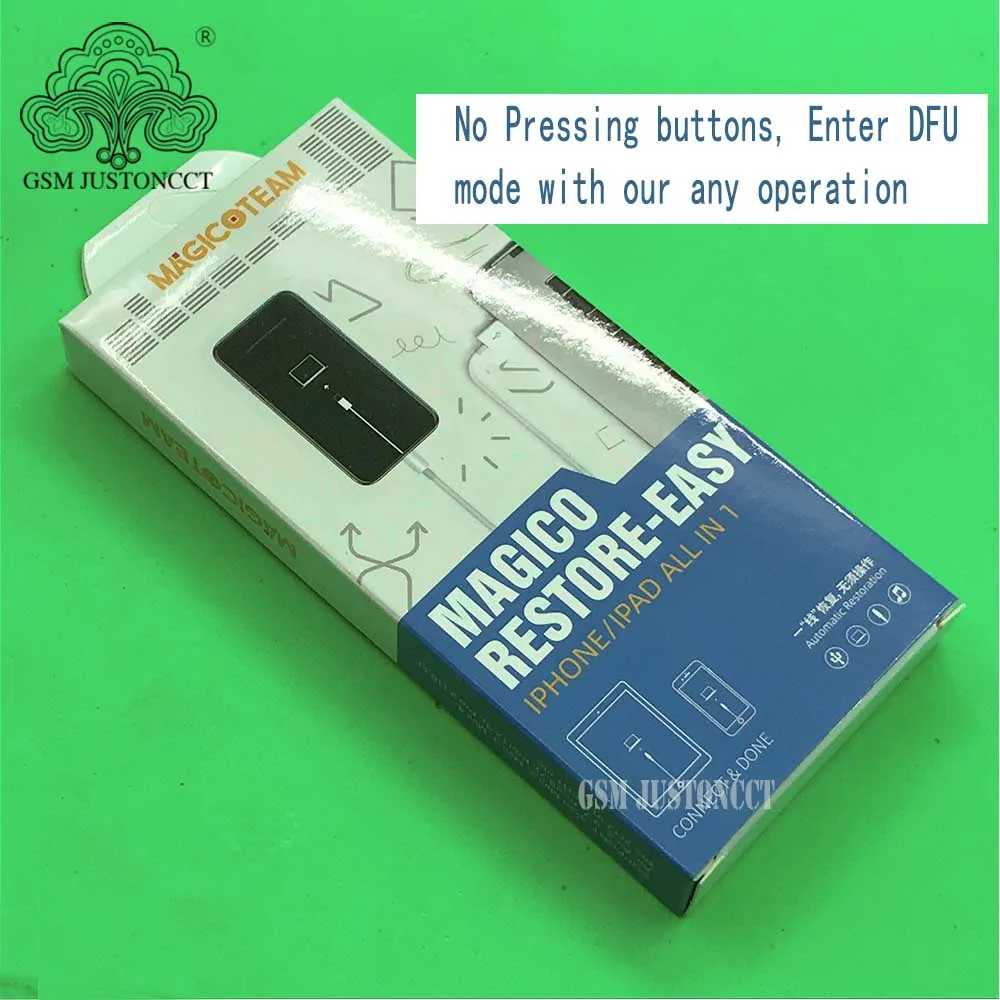 ®
GSM JUSTONCCT
No Pressing buttons, Enter DFU
mode with our any operation
MAGICOTEAM
MAGICOTEAM
MAGICO
RESTORE-EASY
IPHONE/IPAD ALL IN 1
一“线”恢复,无须操作
Automatic Restoration
CONNECT & DONE
GSM JUSTONCCT